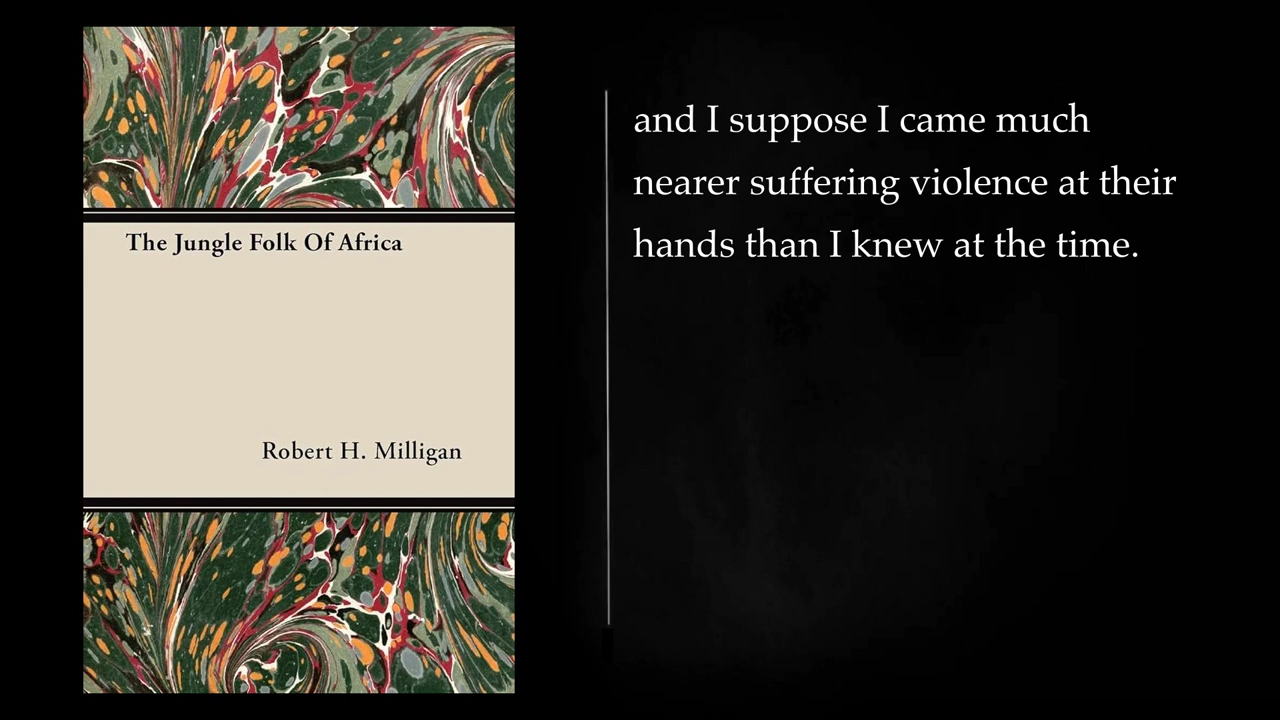 The Jungle Folk Of Africa
Robert H. Milligan
and I suppose I came much
nearer suffering violence at their
hands than I knew at the time.